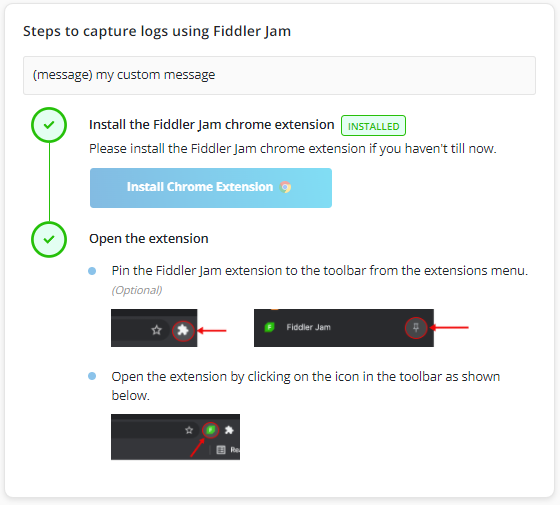 Steps to capture logs using Fiddler Jam
(message) my custom message
Install the Fiddler Jam chrome extension INSTALLED
Please install the Fiddler Jam chrome extension if you haven't till now.
Install Chrome Extension
Open the extension
Pin the Fiddler Jam extension to the toolbar from the extensions menu.
(Optional)
Fiddler Jam
Open the extension by clicking on the icon in the toolbar as shown
below.